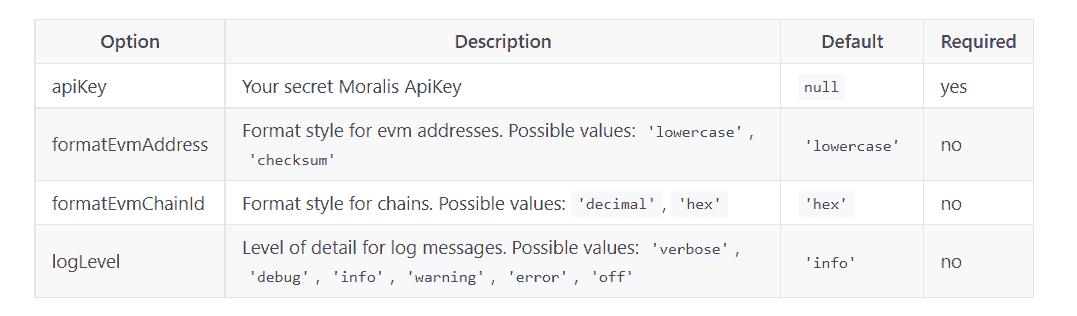 Option Description Default Required
apiKey Your secret Moralis ApiKey null yes
formatEvmAddress Format style for evm addresses. Possible values: 'lowercase', 'checksum' 'lowercase' no
formatEvmChainId Format style for chains. Possible values: 'decimal', 'hex' 'hex' no
logLevel Level of detail for log messages. Possible values: 'verbose', 'debug', 'info', 'warning', 'error', 'off' 'info' no